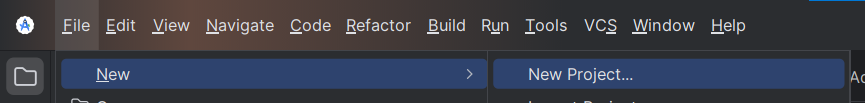 File Edit View Navigate Code Refactor Build Run Tools VCS Window Help
New New Project...